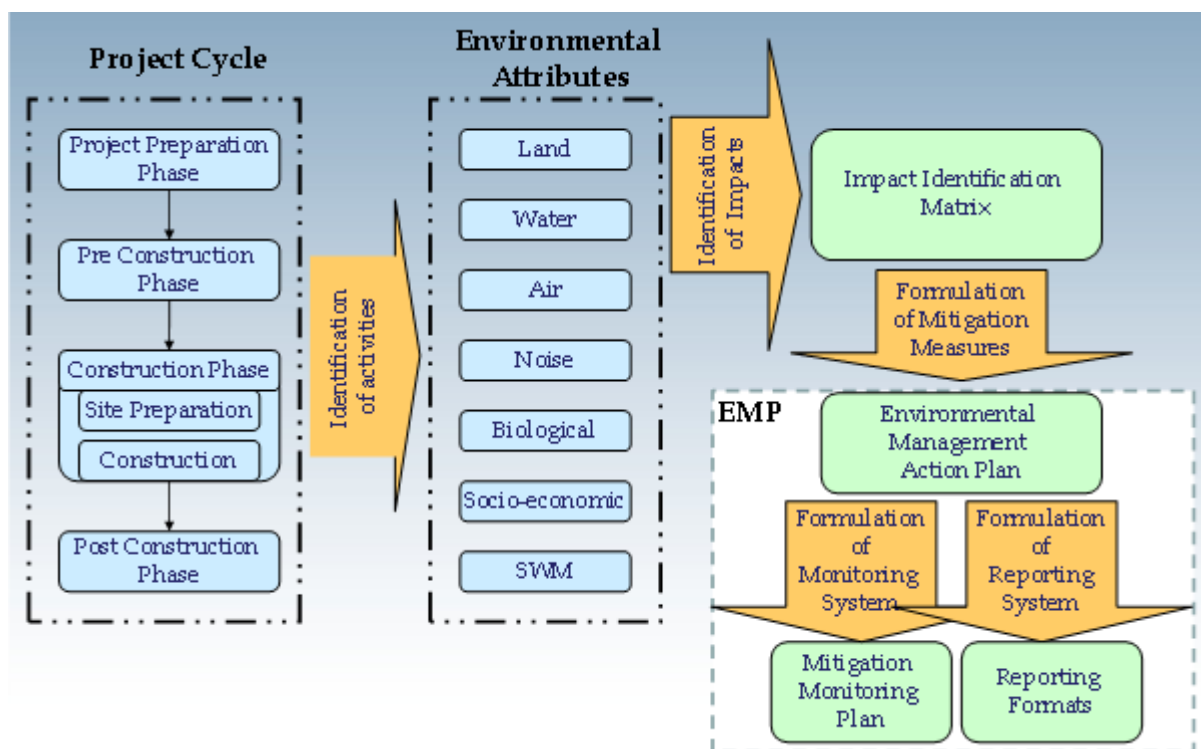 Project Cycle
Project Preparation
Phase
Pre Construction
Phase
Construction Phase
Site Preparation
Construction
Post Construction
Phase
Identification
of activities
Environmental
Attributes
Land
Water
Air
Noise
Biological
Socio-economic
SWM
Identification
of Impacts
Impact Identification
Matrix
Formulation
of Mitigation
Measures
EMP
Environmental
Management
Action Plan
Formulation
of
Monitoring
System
Formulation
of
Reporting
System
Mitigation
Monitoring
Plan
Reporting
Formats